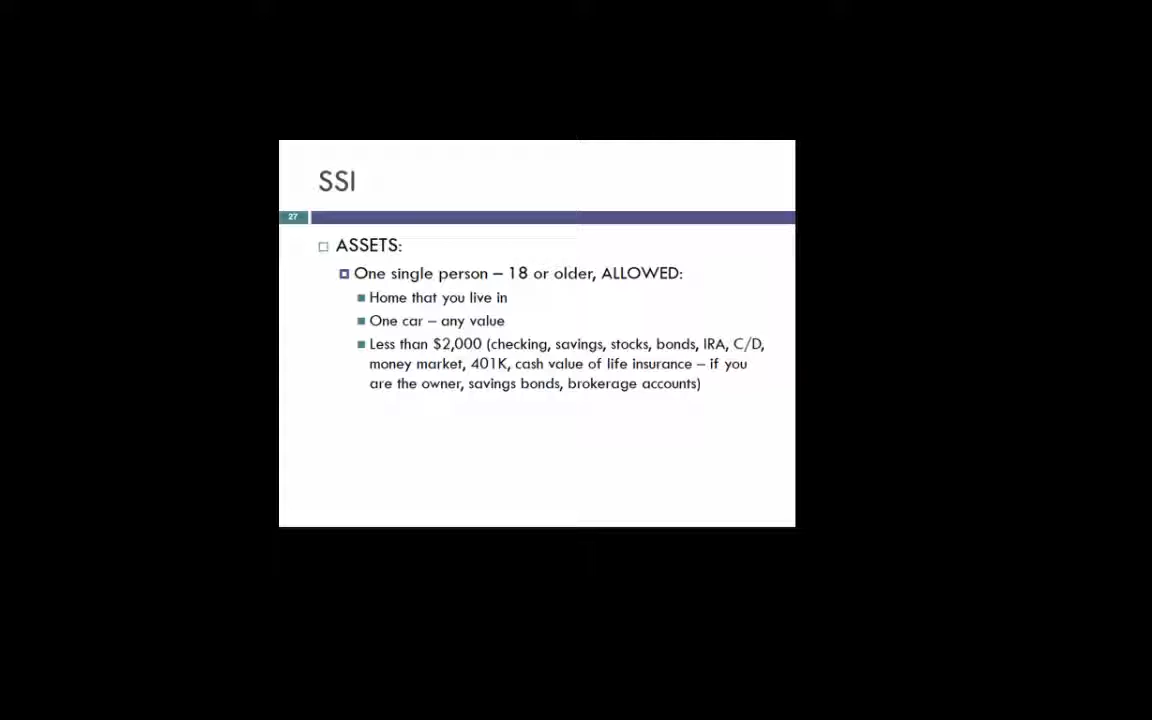 SSI
27
ASSETS:
One single person – 18 or older, ALLOWED:
Home that you live in
One car – any value
Less than $2,000 (checking, savings, stocks, bonds, IRA, C/D,
money market, 401K, cash value of life insurance – if you
are the owner, savings bonds, brokerage accounts)